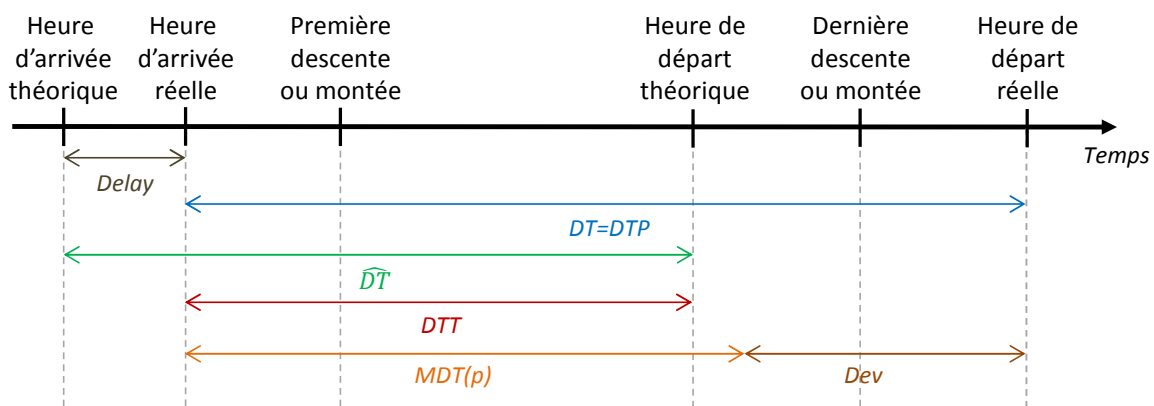 Heure
d’arrivée
théorique
Heure
d’arrivée
réelle
Première
descente
ou montée
Heure de
départ
théorique
Dernière
descente
ou montée
Heure de
départ
réelle
Temps
Delay
DT=DTP
\widehat{DT}
DTT
MDT(p)
Dev